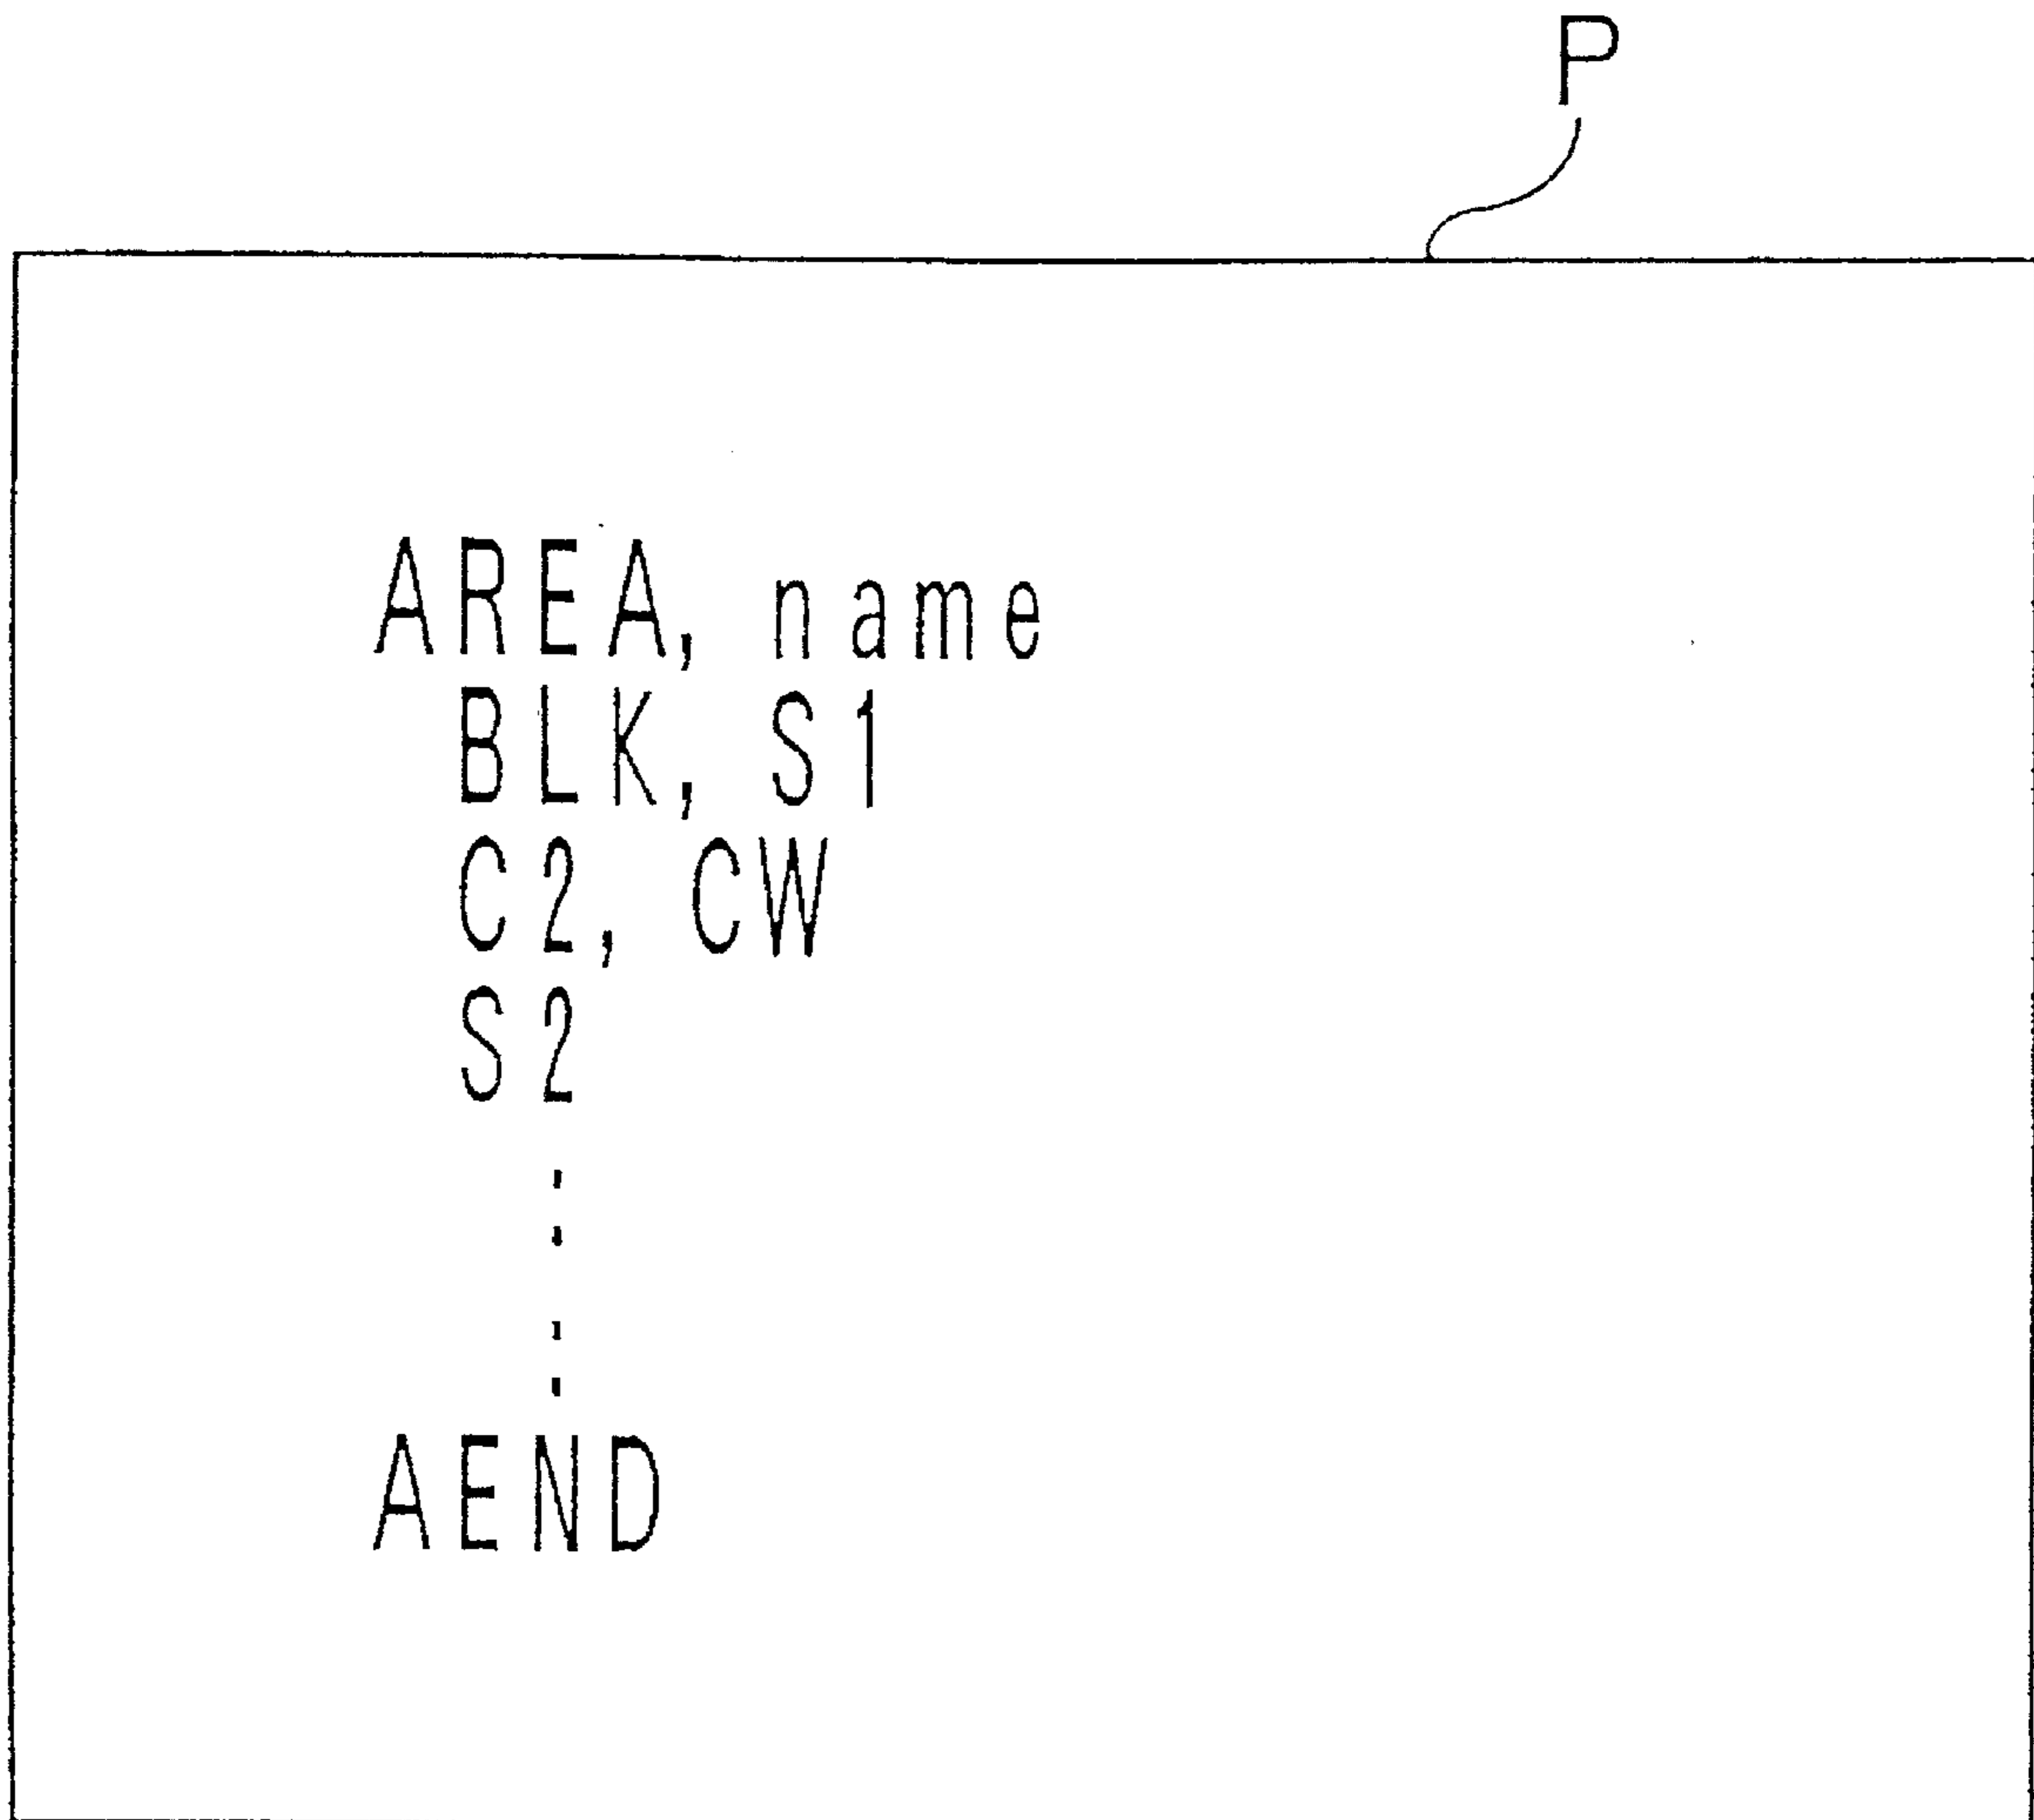 P
AREA, name
BLK, S1
C2, CW
S2
:
:
AEND